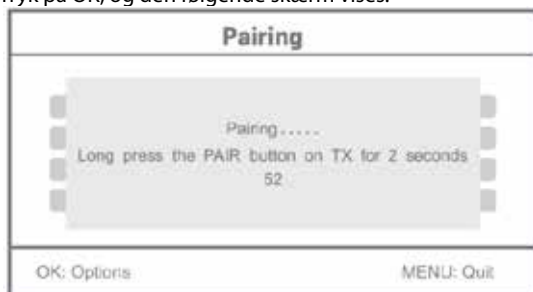 Tryk på OK, og den følgende skærm vises.
Pairing
Pairing.....
Long press the PAIR button on TX for 2 seconds
52
OK: Options
MENU: Quit